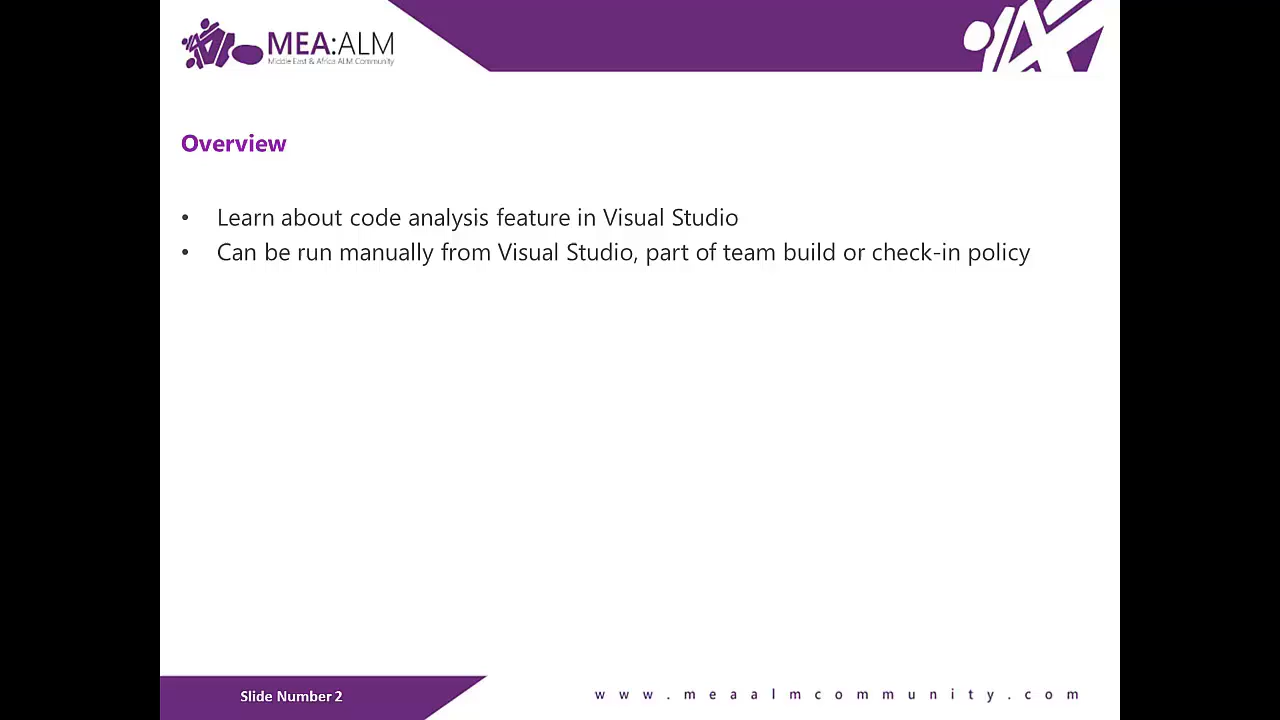 MEA:ALM
Middle East & Africa ALM Community
Overview
• Learn about code analysis feature in Visual Studio
• Can be run manually from Visual Studio, part of team build or check-in policy
Slide Number 2
www.meaalmcommunity.com